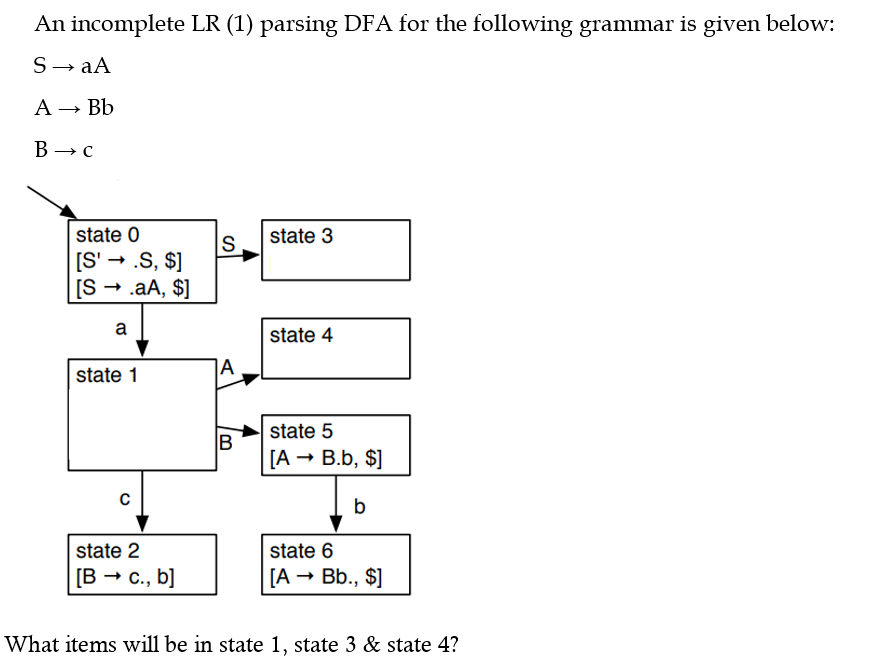 An incomplete LR (1) parsing DFA for the following grammar is given below:
S → aA
A → Bb
B → c
state 0
[S' → .S, $]
[S → .aA, $]
S
state 3
a
state 4
state 1
A
B
state 5
[A → B.b, $]
c
b
state 2
[B → c., b]
state 6
[A → Bb., $]
What items will be in state 1, state 3 & state 4?